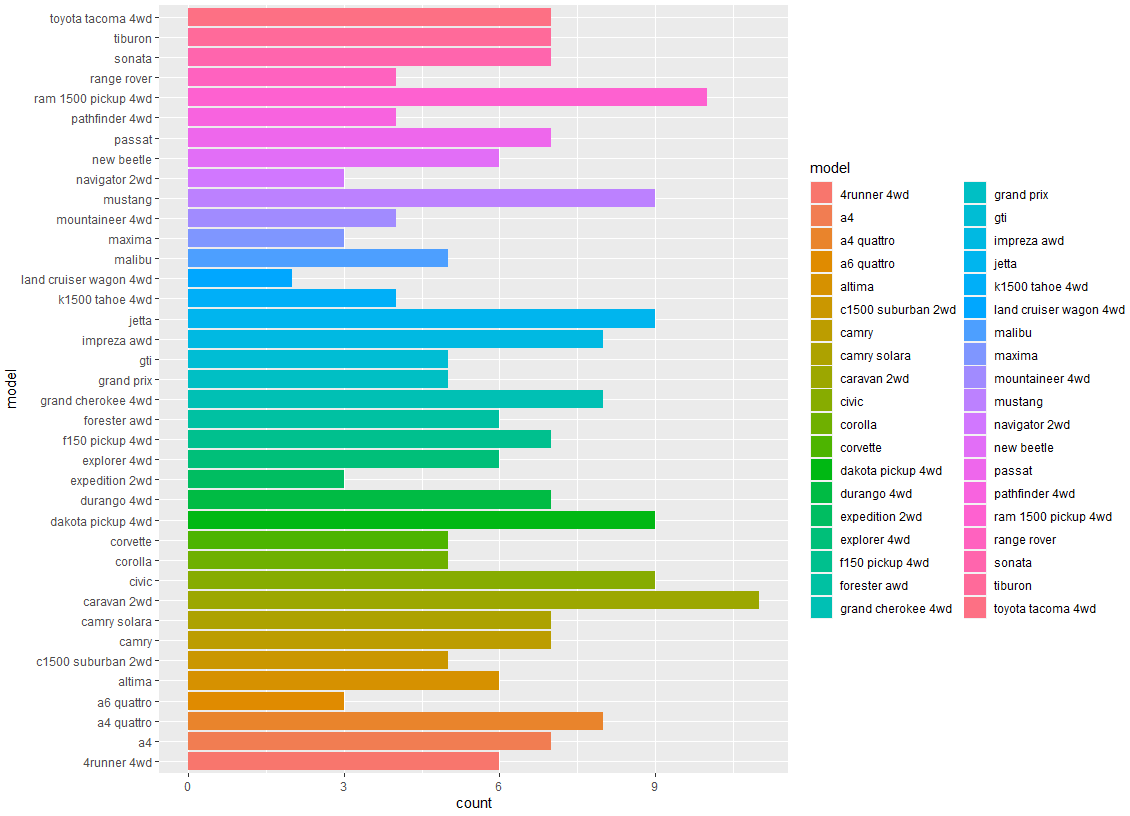 toyota tacoma 4wd
tiburon
sonata
range rover
ram 1500 pickup 4wd
pathfinder 4wd
passat
new beetle
navigator 2wd
mustang
mountaineer 4wd
maxima
malibu
land cruiser wagon 4wd
k1500 tahoe 4wd
jetta
impreza awd
gti
grand prix
grand cherokee 4wd
forester awd
f150 pickup 4wd
explorer 4wd
expedition 2wd
durango 4wd
dakota pickup 4wd
corvette
corolla
civic
caravan 2wd
camry solara
camry
c1500 suburban 2wd
altima
a6 quattro
a4 quattro
a4
4runner 4wd
model
0 3 6 9
count
model
4runner 4wd
a4
a4 quattro
a6 quattro
altima
c1500 suburban 2wd
camry
camry solara
caravan 2wd
civic
corolla
corvette
dakota pickup 4wd
durango 4wd
expedition 2wd
explorer 4wd
f150 pickup 4wd
forester awd
grand cherokee 4wd
grand prix
gti
impreza awd
jetta
k1500 tahoe 4wd
land cruiser wagon 4wd
malibu
maxima
mountaineer 4wd
mustang
navigator 2wd
new beetle
passat
pathfinder 4wd
ram 1500 pickup 4wd
range rover
sonata
tiburon
toyota tacoma 4wd